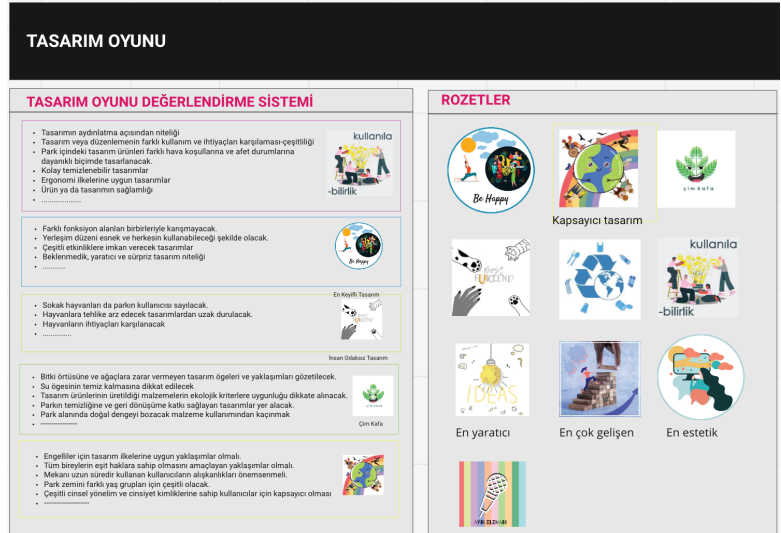 TASARIM OYUNU
TASARIM OYUNU DEĞERLENDİRME SİSTEMİ
• Tasarımın aydınlatma açısından niteliği
• Tasarım veya düzenlemenin farklı kullanım ve ihtiyaçları karşılaması-çeşitliliği
• Park içindeki tasarım ürünleri farklı hava koşullarına ve afet durumlarına
dayanıklı biçimde tasarlanacak.
• Kolay temizlenebilir tasarımlar
• Ergonomi ilkelerine uygun tasarımlar
• Ürün ya da tasarımın sağlamlığı
• ....................
kullanıla
-bilirlik
• Farklı fonksiyon alanları birbirleriyle karışmayacak.
• Yerleşim düzeni esnek ve herkesin kullanabileceği şekilde olacak.
• Çeşitli etkinliklere imkan verecek tasarımlar
• Beklenmedik, yaratıcı ve sürpriz tasarım niteliği
• ...........
Be Happy
En Keyifli Tasarım
• Sokak hayvanları da parkın kullanıcısı sayılacak.
• Hayvanlara tehlike arz edecek tasarımlardan uzak durulacak.
• Hayvanların ihtiyaçları karşılanacak
• ..............
İnsan Odaksız Tasarım
• Bitki örtüsüne ve ağaçlara zarar vermeyen tasarım ögeleri ve yaklaşımları gözetilecek.
• Su ögesinin temiz kalmasına dikkat edilecek
• Tasarım ürünlerinin üretildiği malzemelerin ekolojik kriterlere uygunluğu dikkate alınacak.
• Parkın temizliğine ve geri dönüşüme katkı sağlayan tasarımlar yer alacak.
• Park alanında doğal dengeyi bozacak malzeme kullanımından kaçınmak
• ----------------
Çim Kafa
• Engelliler için tasarım ilkelerine uygun yaklaşımlar olmalı.
• Tüm bireylerin eşit haklara sahip olmasını amaçlayan yaklaşımlar olmalı.
• Mekanı uzun süredir kullanan kullanıcıların alışkanlıkları önemsenmeli.
• Park zemini farklı yaş grupları için çeşitli olacak.
• Çeşitli cinsel yönelim ve cinsiyet kimliklerine sahip kullanıcılar için kapsayıcı olması
• --------------------
ROZETLER
Be Happy
Kapsayıcı tasarım
çim kafa
BEST
FURIEND
kullanıla
-bilirlik
IDEAS
En yaratıcı
En çok gelişen
En estetik
AYIN ELEMANI